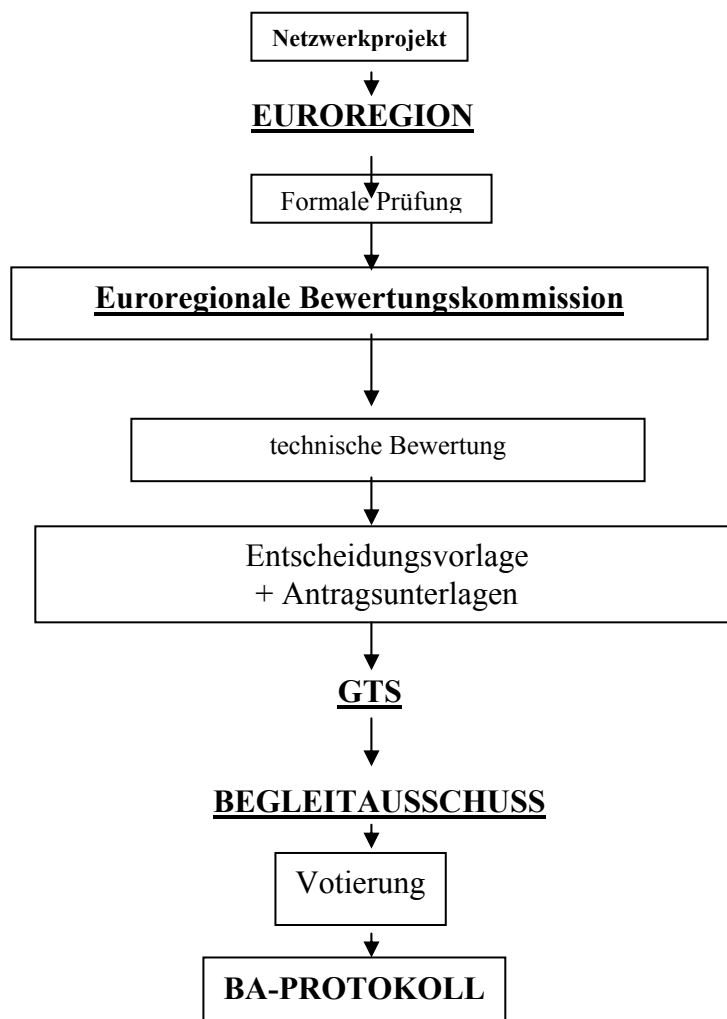 Netzwerkprojekt
EUROREGION
Formale Prüfung
Euroregionale Bewertungskommission
technische Bewertung
Entscheidungsvorlage
+ Antragsunterlagen
GTS
BEGLEITAUSSCHUSS
Votierung
BA-PROTOKOLL